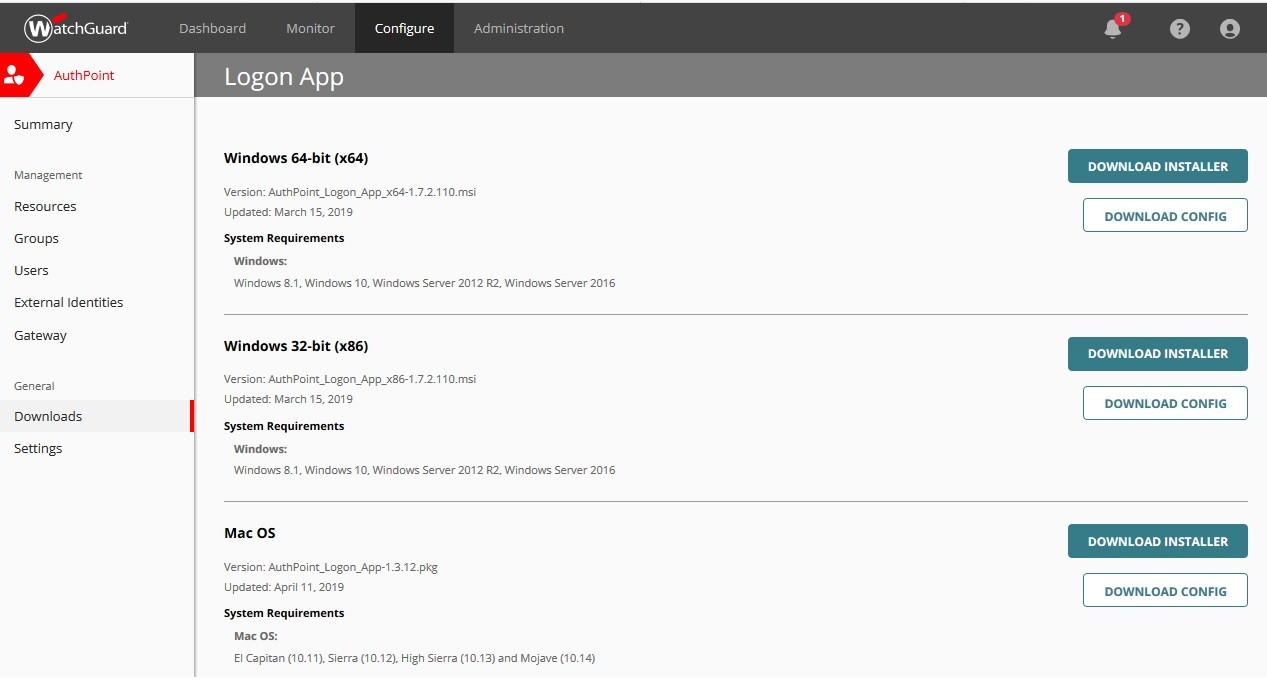 WatchGuard Dashboard Monitor Configure Administration 1 ?
AuthPoint
Logon App
Summary
Management
Resources
Groups
Users
External Identities
Gateway
General
Downloads
Settings
Windows 64-bit (x64)
DOWNLOAD INSTALLER
Version: AuthPoint_Logon_App_x64-1.7.2.110.msi
Updated: March 15, 2019
DOWNLOAD CONFIG
System Requirements
Windows:
Windows 8.1, Windows 10, Windows Server 2012 R2, Windows Server 2016
Windows 32-bit (x86)
DOWNLOAD INSTALLER
Version: AuthPoint_Logon_App_x86-1.7.2.110.msi
Updated: March 15, 2019
DOWNLOAD CONFIG
System Requirements
Windows:
Windows 8.1, Windows 10, Windows Server 2012 R2, Windows Server 2016
Mac OS
DOWNLOAD INSTALLER
Version: AuthPoint_Logon_App-1.3.12.pkg
Updated: April 11, 2019
DOWNLOAD CONFIG
System Requirements
Mac OS:
El Capitan (10.11), Sierra (10.12), High Sierra (10.13) and Mojave (10.14)